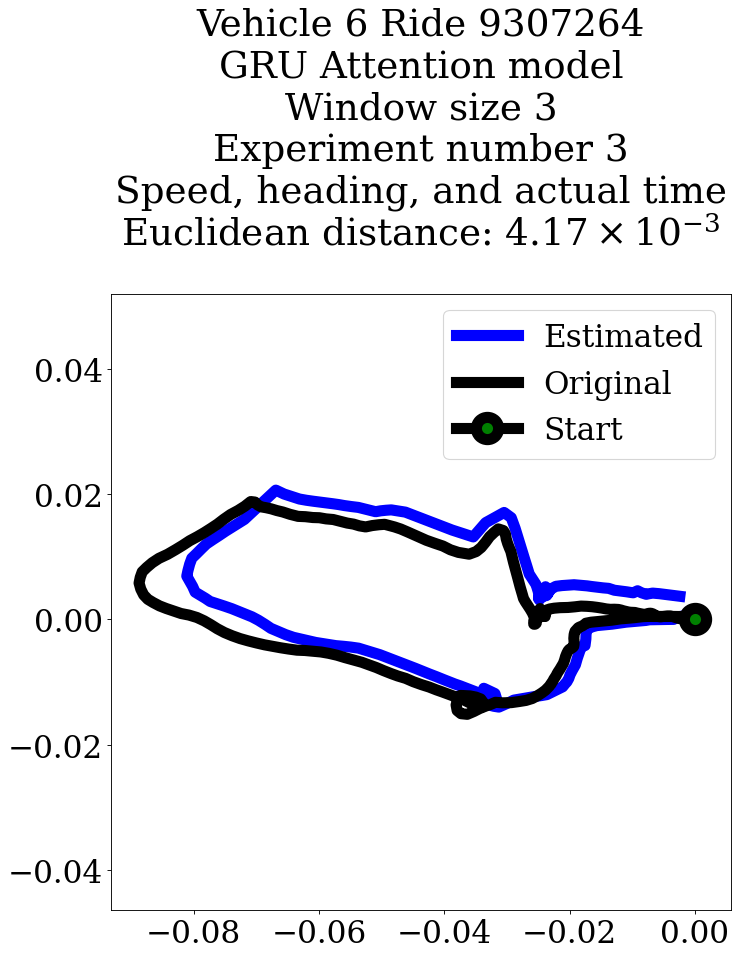 Vehicle 6 Ride 9307264
GRU Attention model
Window size 3
Experiment number 3
Speed, heading, and actual time
Euclidean distance: 4.17 × 10⁻³
Estimated
Original
Start
0.04
0.02
0.00
−0.02
−0.04
−0.08 −0.06 −0.04 −0.02 0.00